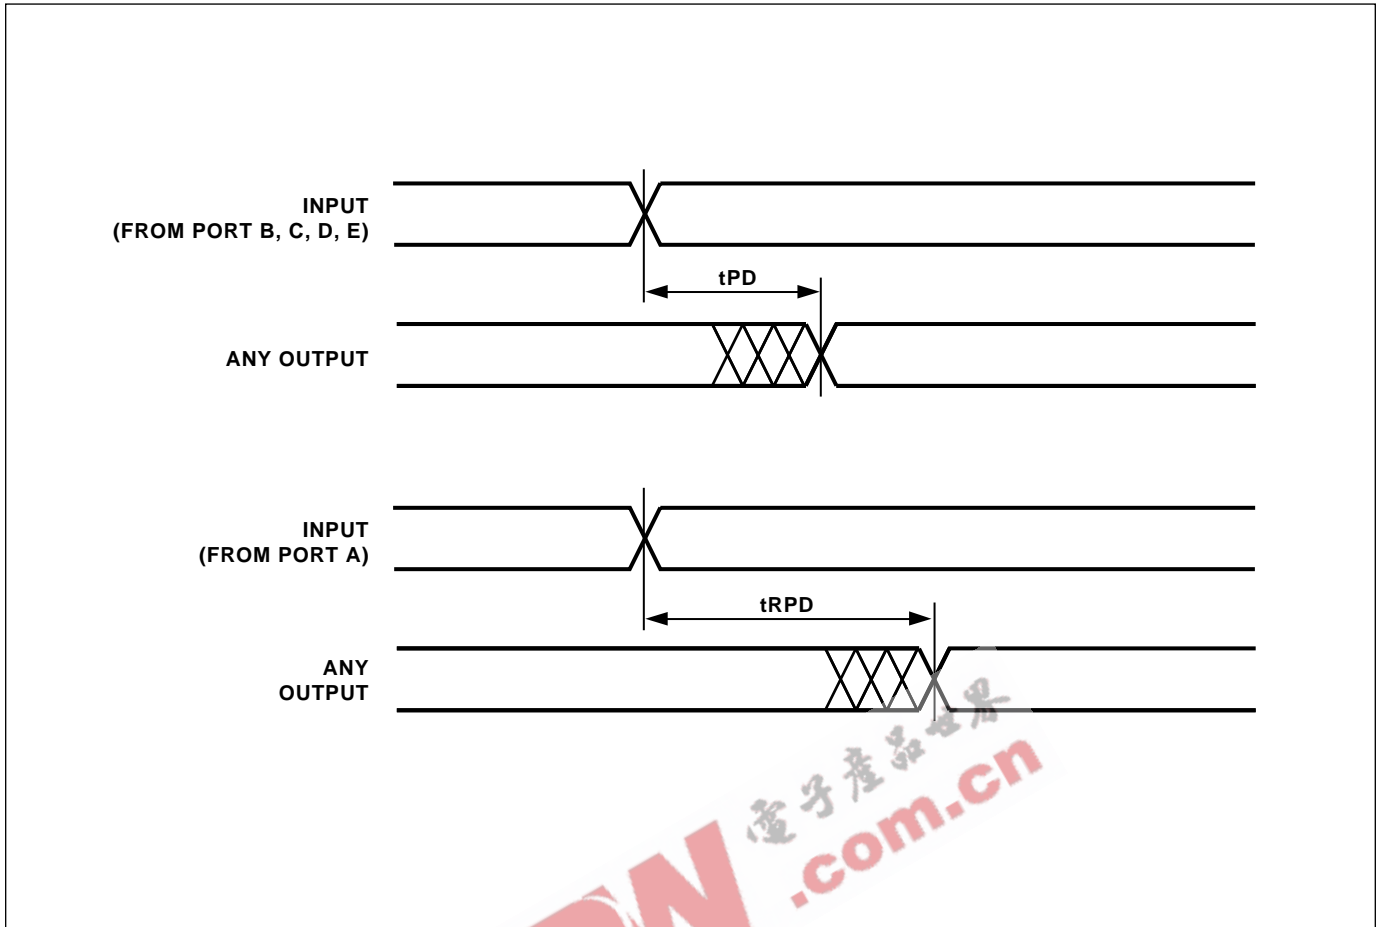 INPUT
(FROM PORT B, C, D, E)
tPD
ANY OUTPUT
INPUT
(FROM PORT A)
tRPD
ANY
OUTPUT
電子産品世界
.com.cn